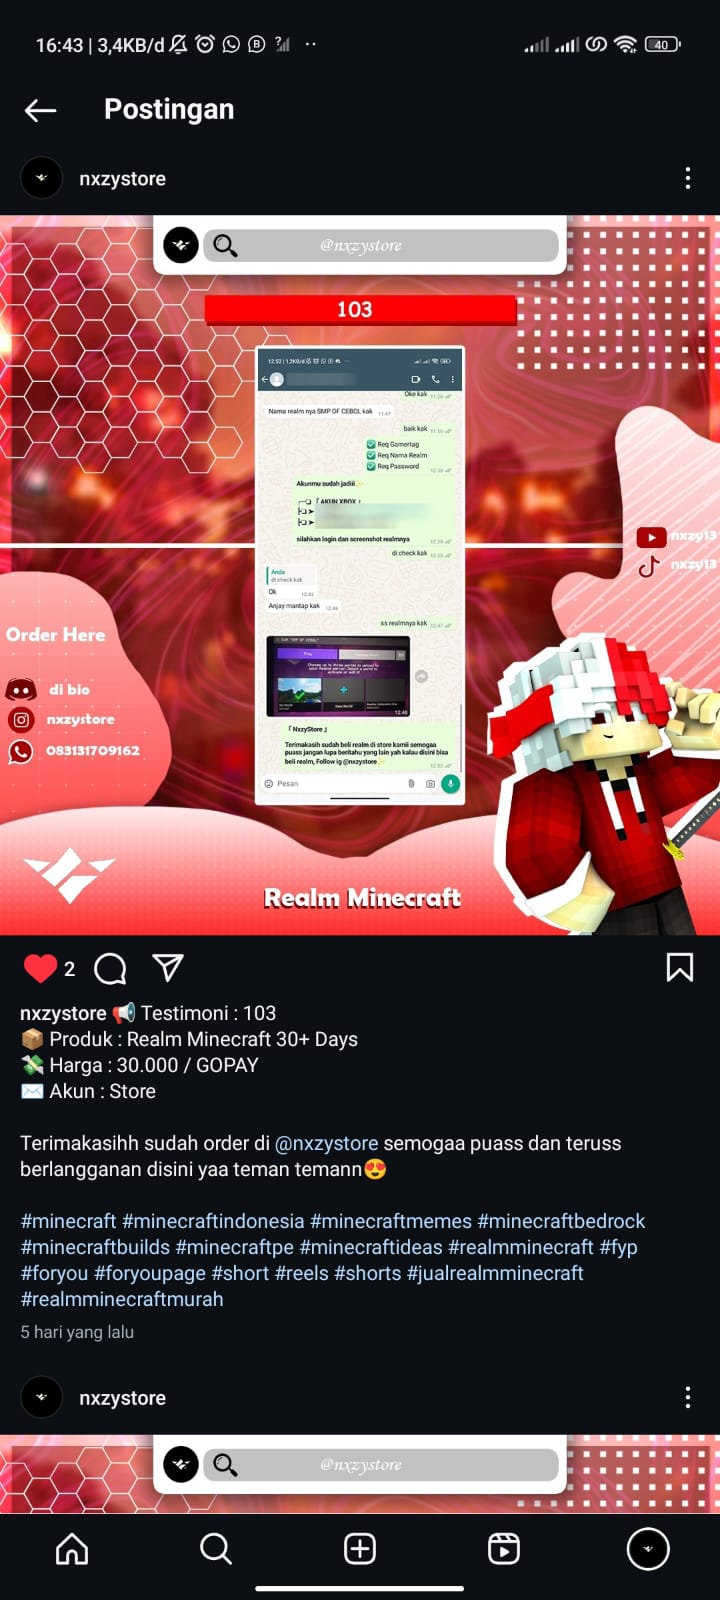 16:43 | 3,4KB/d
40
Postingan
nxzystore
@nxzystore
103
Oke kak 
Nama realm nya SMP OF CEBOL kak 11.47
baik kak
Req Gamertag
Req Nama Realm
Req Password
Akunmu sudah jadiii
『 AKUN XBOX 』
silahkan login dan screenshot realmnya
di check kak
Anda
di check kak
Ok 12.42
Anjay mantap kak 12.46
ss realmnya kak 12.47
12.48
『 NxzyStore 』
Terimakasih sudah beli realm di store kamii semogaa
puass jangan lupa beritahu yang lain yah kalau disini bisa
beli realm, Follow ig @nxzystore
Pesan
nxzy13
nxzy13
Order Here
di bio
nxzystore
083131709162
Realm Minecraft
2
nxzystore 📢 Testimoni : 103
📦 Produk : Realm Minecraft 30+ Days
💸 Harga : 30.000 / GOPAY
✉️ Akun : Store
Terimakasihh sudah order di @nxzystore semogaa puass dan teruss
berlangganan disini yaa teman temann😍
#minecraft #minecraftindonesia #minecraftmemes #minecraftbedrock
#minecraftbuilds #minecraftpe #minecraftideas #realmminecraft #fyp
#foryou #foryoupage #short #reels #shorts #jualrealmminecraft
#realmminecraftmurah
5 hari yang lalu
nxzystore
@nxzystore